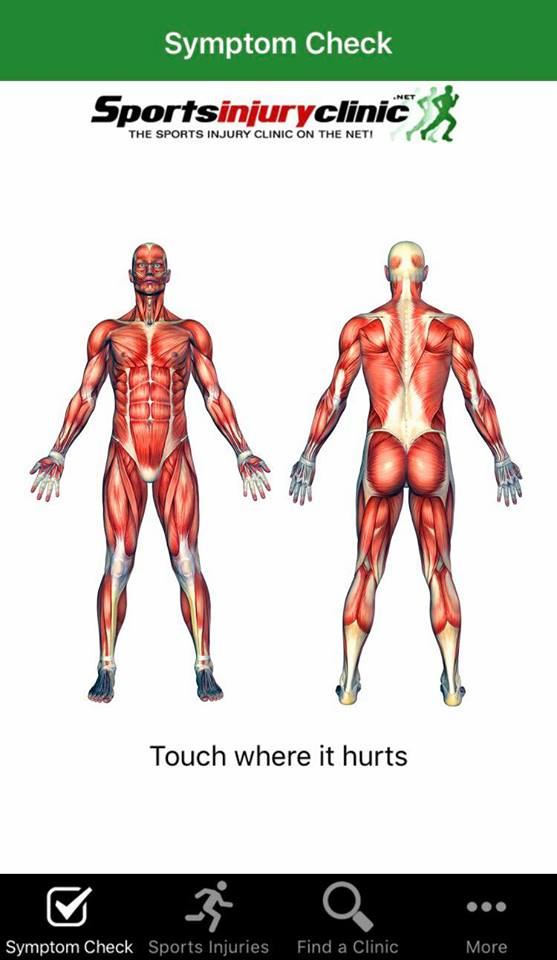 Symptom Check
Sportsinjuryclinic.NET
THE SPORTS INJURY CLINIC ON THE NET!
Touch where it hurts
Symptom Check
Sports Injuries
Find a Clinic
More